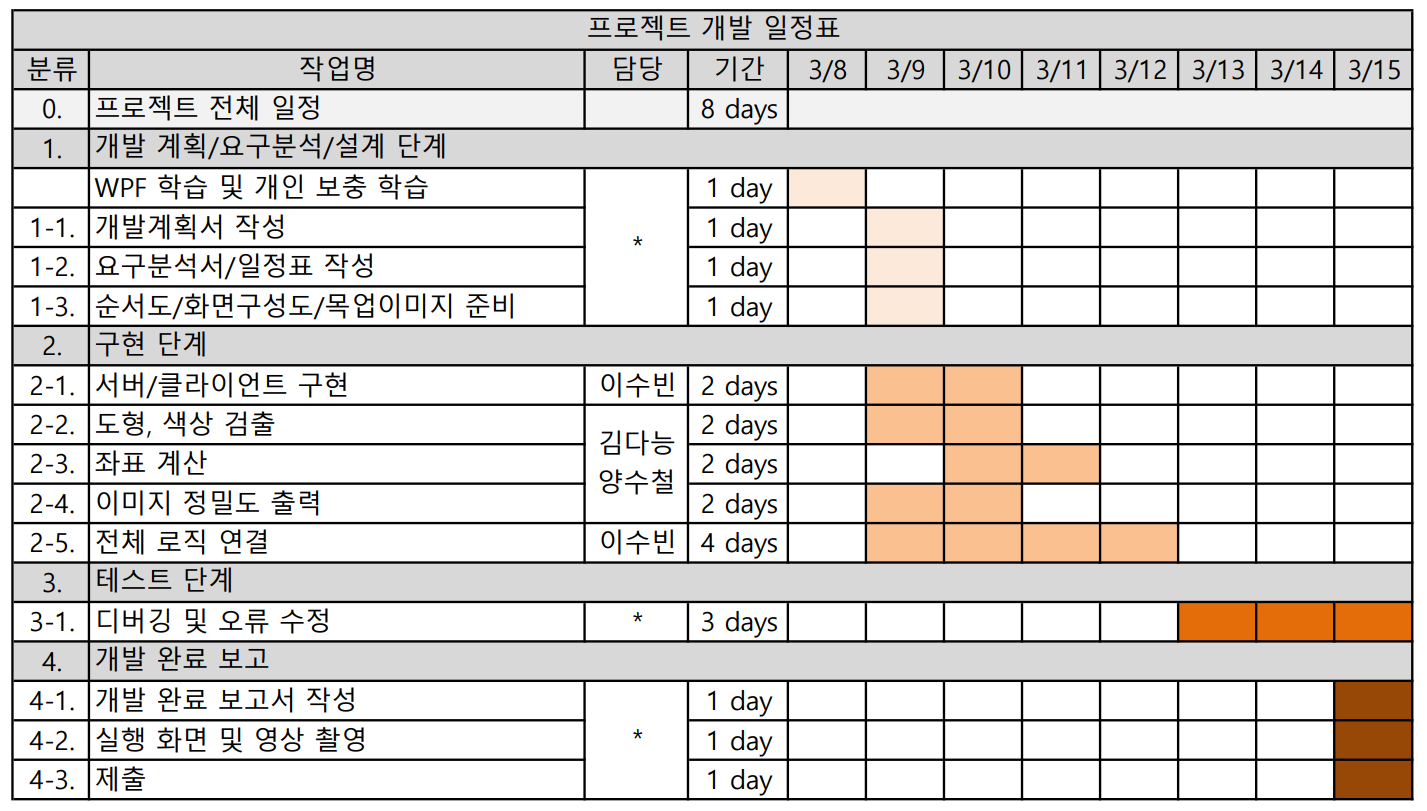 프로젝트 개발 일정표
분류 작업명 담당 기간 3/8 3/9 3/10 3/11 3/12 3/13 3/14 3/15
0. 프로젝트 전체 일정 8 days
1. 개발 계획/요구분석/설계 단계
WPF 학습 및 개인 보충 학습 1 day
1-1. 개발계획서 작성 1 day
*
1-2. 요구분석서/일정표 작성 1 day
1-3. 순서도/화면구성도/목업이미지 준비 1 day
2. 구현 단계
2-1. 서버/클라이언트 구현 이수빈 2 days
2-2. 도형, 색상 검출 2 days
김다능
2-3. 좌표 계산 2 days
양수철
2-4. 이미지 정밀도 출력 2 days
2-5. 전체 로직 연결 이수빈 4 days
3. 테스트 단계
3-1. 디버깅 및 오류 수정 * 3 days
4. 개발 완료 보고
4-1. 개발 완료 보고서 작성 1 day
4-2. 실행 화면 및 영상 촬영 * 1 day
4-3. 제출 1 day